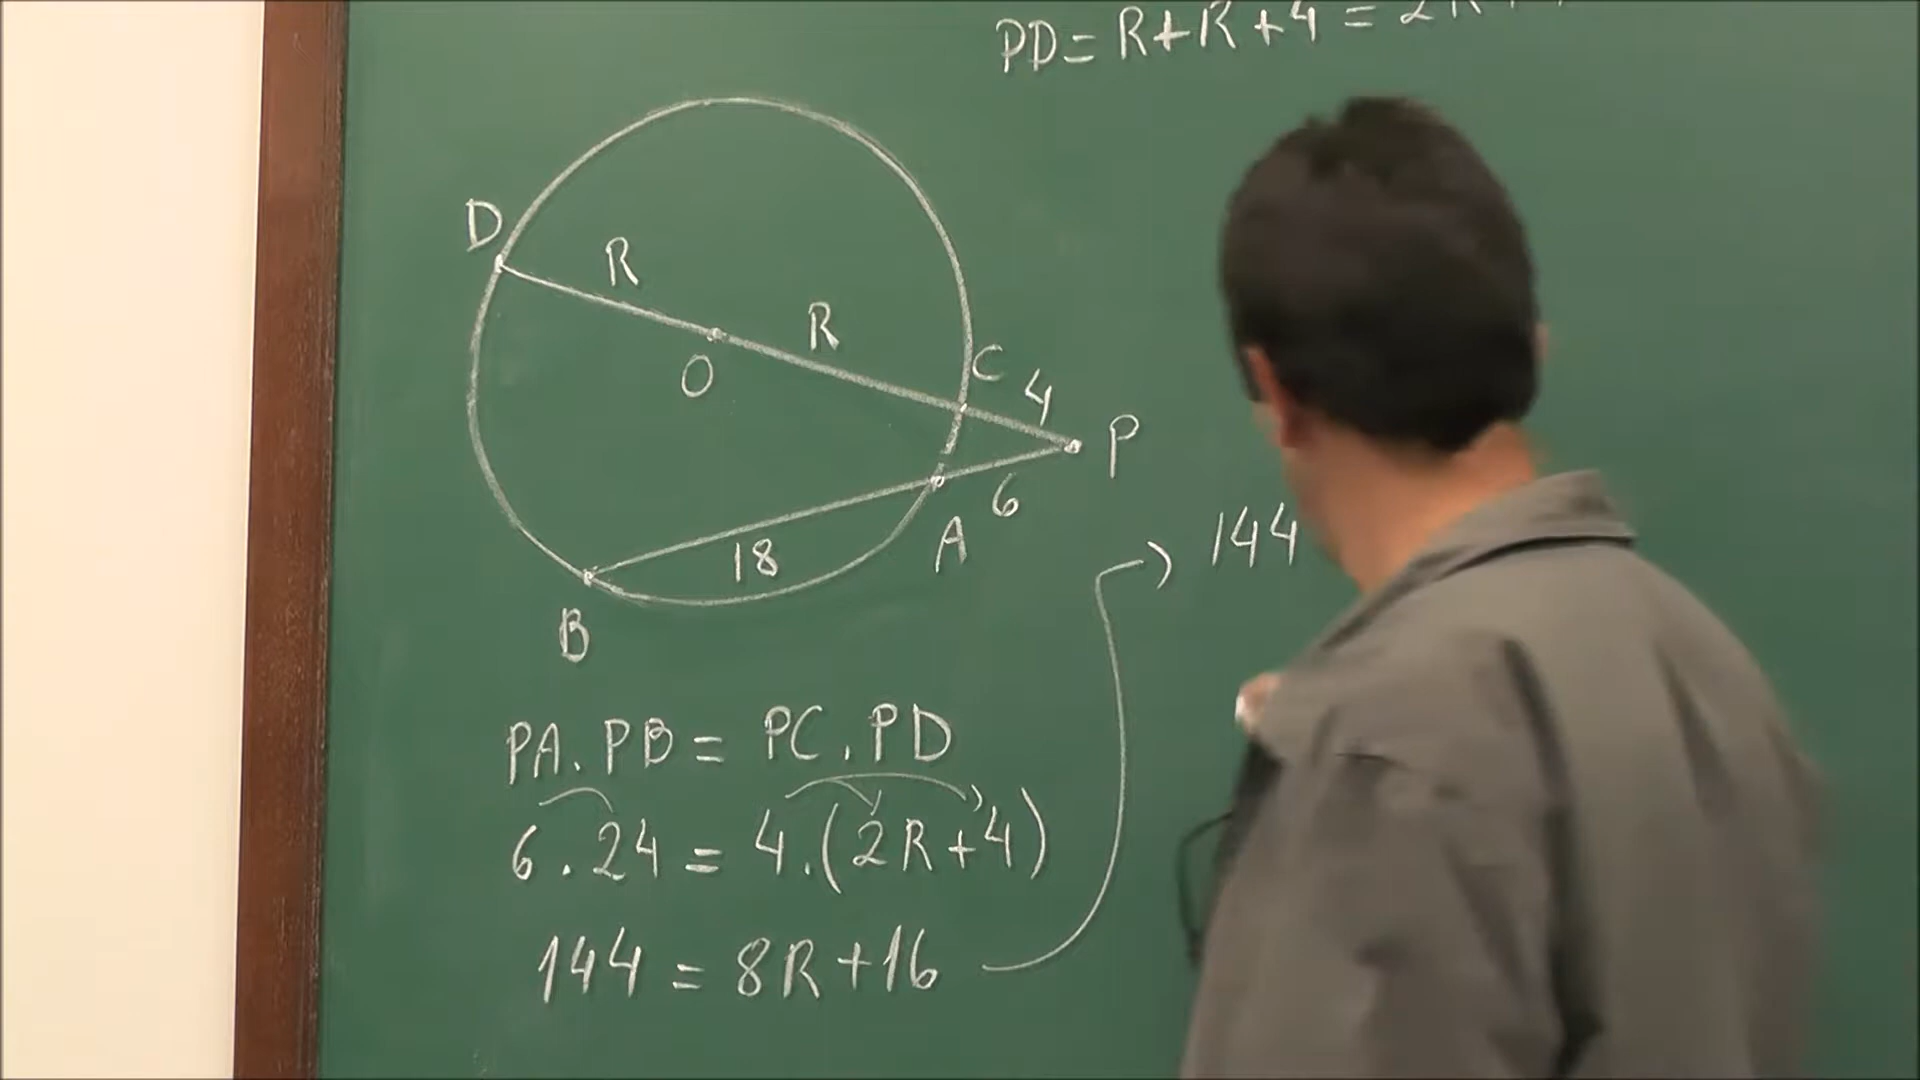 PD = R+R+4 = 2R
D
R
R
O
C
4
P
6
A
18
B
144
PA.PB = PC.PD
6.24 = 4.(2R+4)
144 = 8R+16